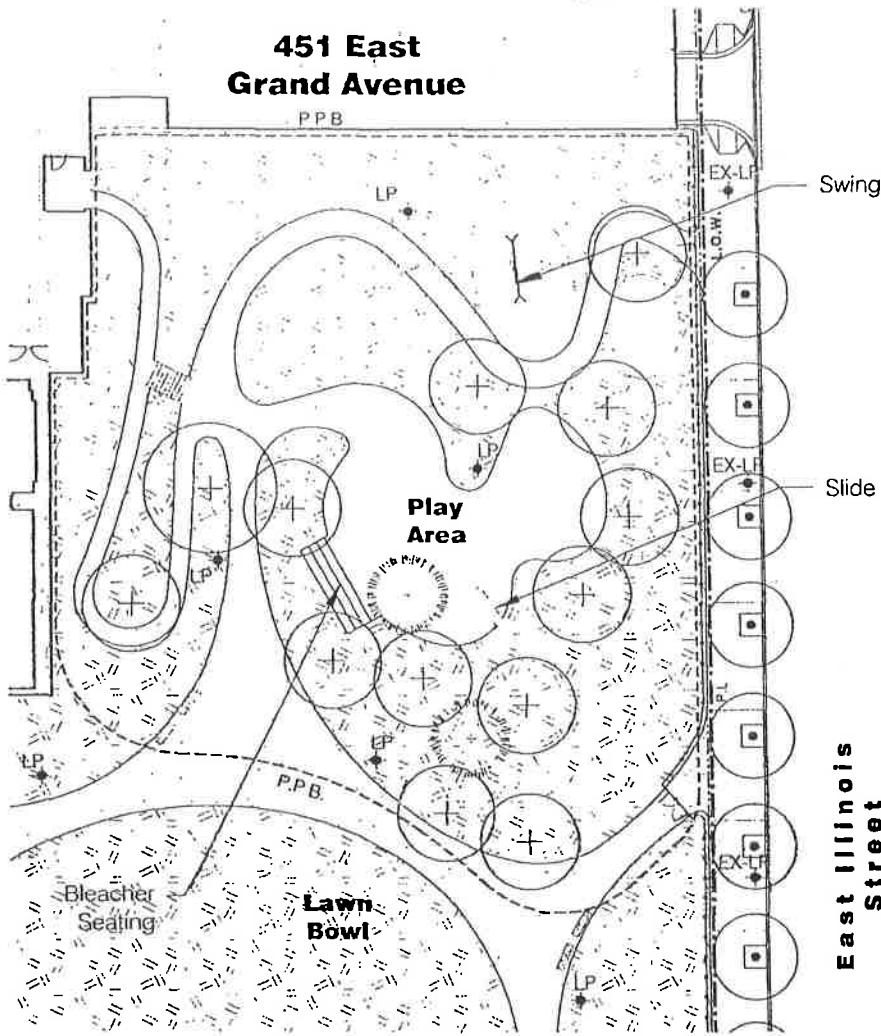 451 East
Grand Avenue
PPB
LP
EX-LP
Swing
L.O.W.
LP
EX-LP
Slide
Play
Area
LP
PL
LP
LP
P.P.B.
East Illinois
Street
EX-LP
Bleacher
Seating
Lawn
Bowl
LP